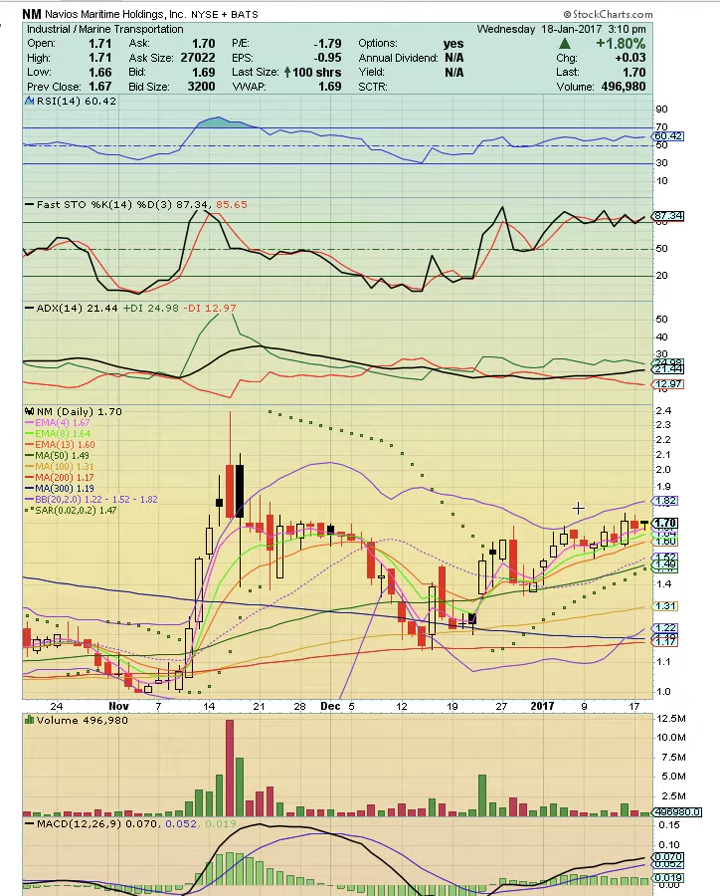 NM Navios Maritime Holdings, Inc. NYSE + BATS © StockCharts.com
Industrial / Marine Transportation Wednesday 18-Jan-2017 3:10 pm
Open: 1.71 Ask: 1.70 P/E: -1.79 Options: yes ▲ +1.80%
High: 1.71 Ask Size: 27022 EPS: -0.95 Annual Dividend: N/A Chg: +0.03
Low: 1.66 Bid: 1.69 Last Size: ↑100 shrs Yield: N/A Last: 1.70
Prev Close: 1.67 Bid Size: 3200 VWAP: 1.69 SCTR: Volume: 496,980
RSI(14) 60.42
90
70
60.42
50
30
10
Fast STO %K(14) %D(3) 87.34, 85.65
87.34
50
20
ADX(14) 21.44 +DI 24.98 -DI 12.97
50
40
30
24.98
21.44
12.97
NM (Daily) 1.70
EMA(4) 1.67
EMA(8) 1.64
EMA(13) 1.60
MA(50) 1.49
MA(100) 1.31
MA(200) 1.17
MA(300) 1.19
BB(20,2.0) 1.22 - 1.52 - 1.82
SAR(0.02,0.2) 1.47
2.4
2.3
2.2
2.1
2.0
1.9
1.82
1.70
1.60
1.52
1.49
1.4
1.31
1.22
1.17
1.1
1.0
24 Nov 7 14 21 28 Dec 5 12 19 27 2017 9 17
Volume 496,980
12.5M
10.0M
7.5M
5.0M
2.5M
496980.0
MACD(12,26,9) 0.070, 0.052, 0.019
0.15
0.10
0.070
0.052
0.019
0.00